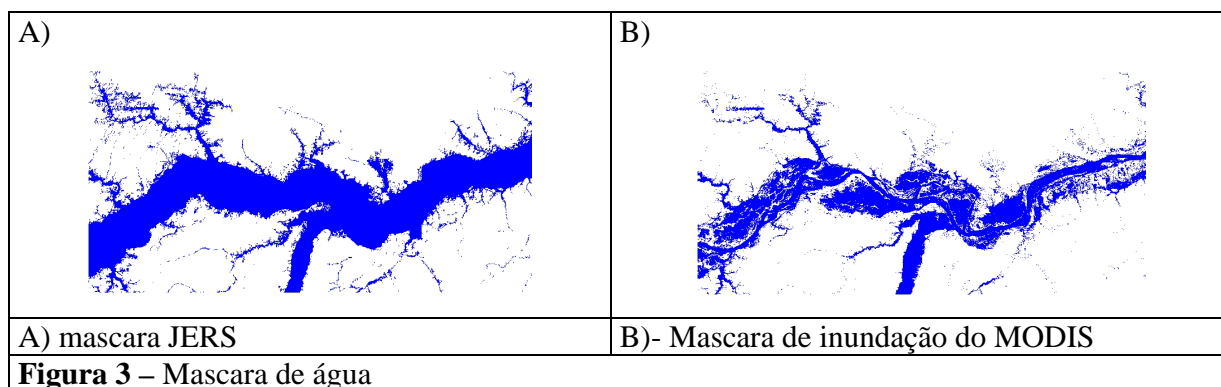 A)
B)
A) mascara JERS
B)- Mascara de inundação do MODIS
Figura 3 – Mascara de água